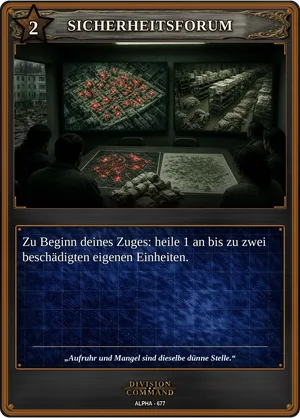 2
SICHERHEITSFORUM
Zu Beginn deines Zuges: heile 1 an bis zu zwei
beschädigten eigenen Einheiten.
„Aufruhr und Mangel sind dieselbe dünne Stelle.“
DIVISION
COMMAND
ALPHA - 677